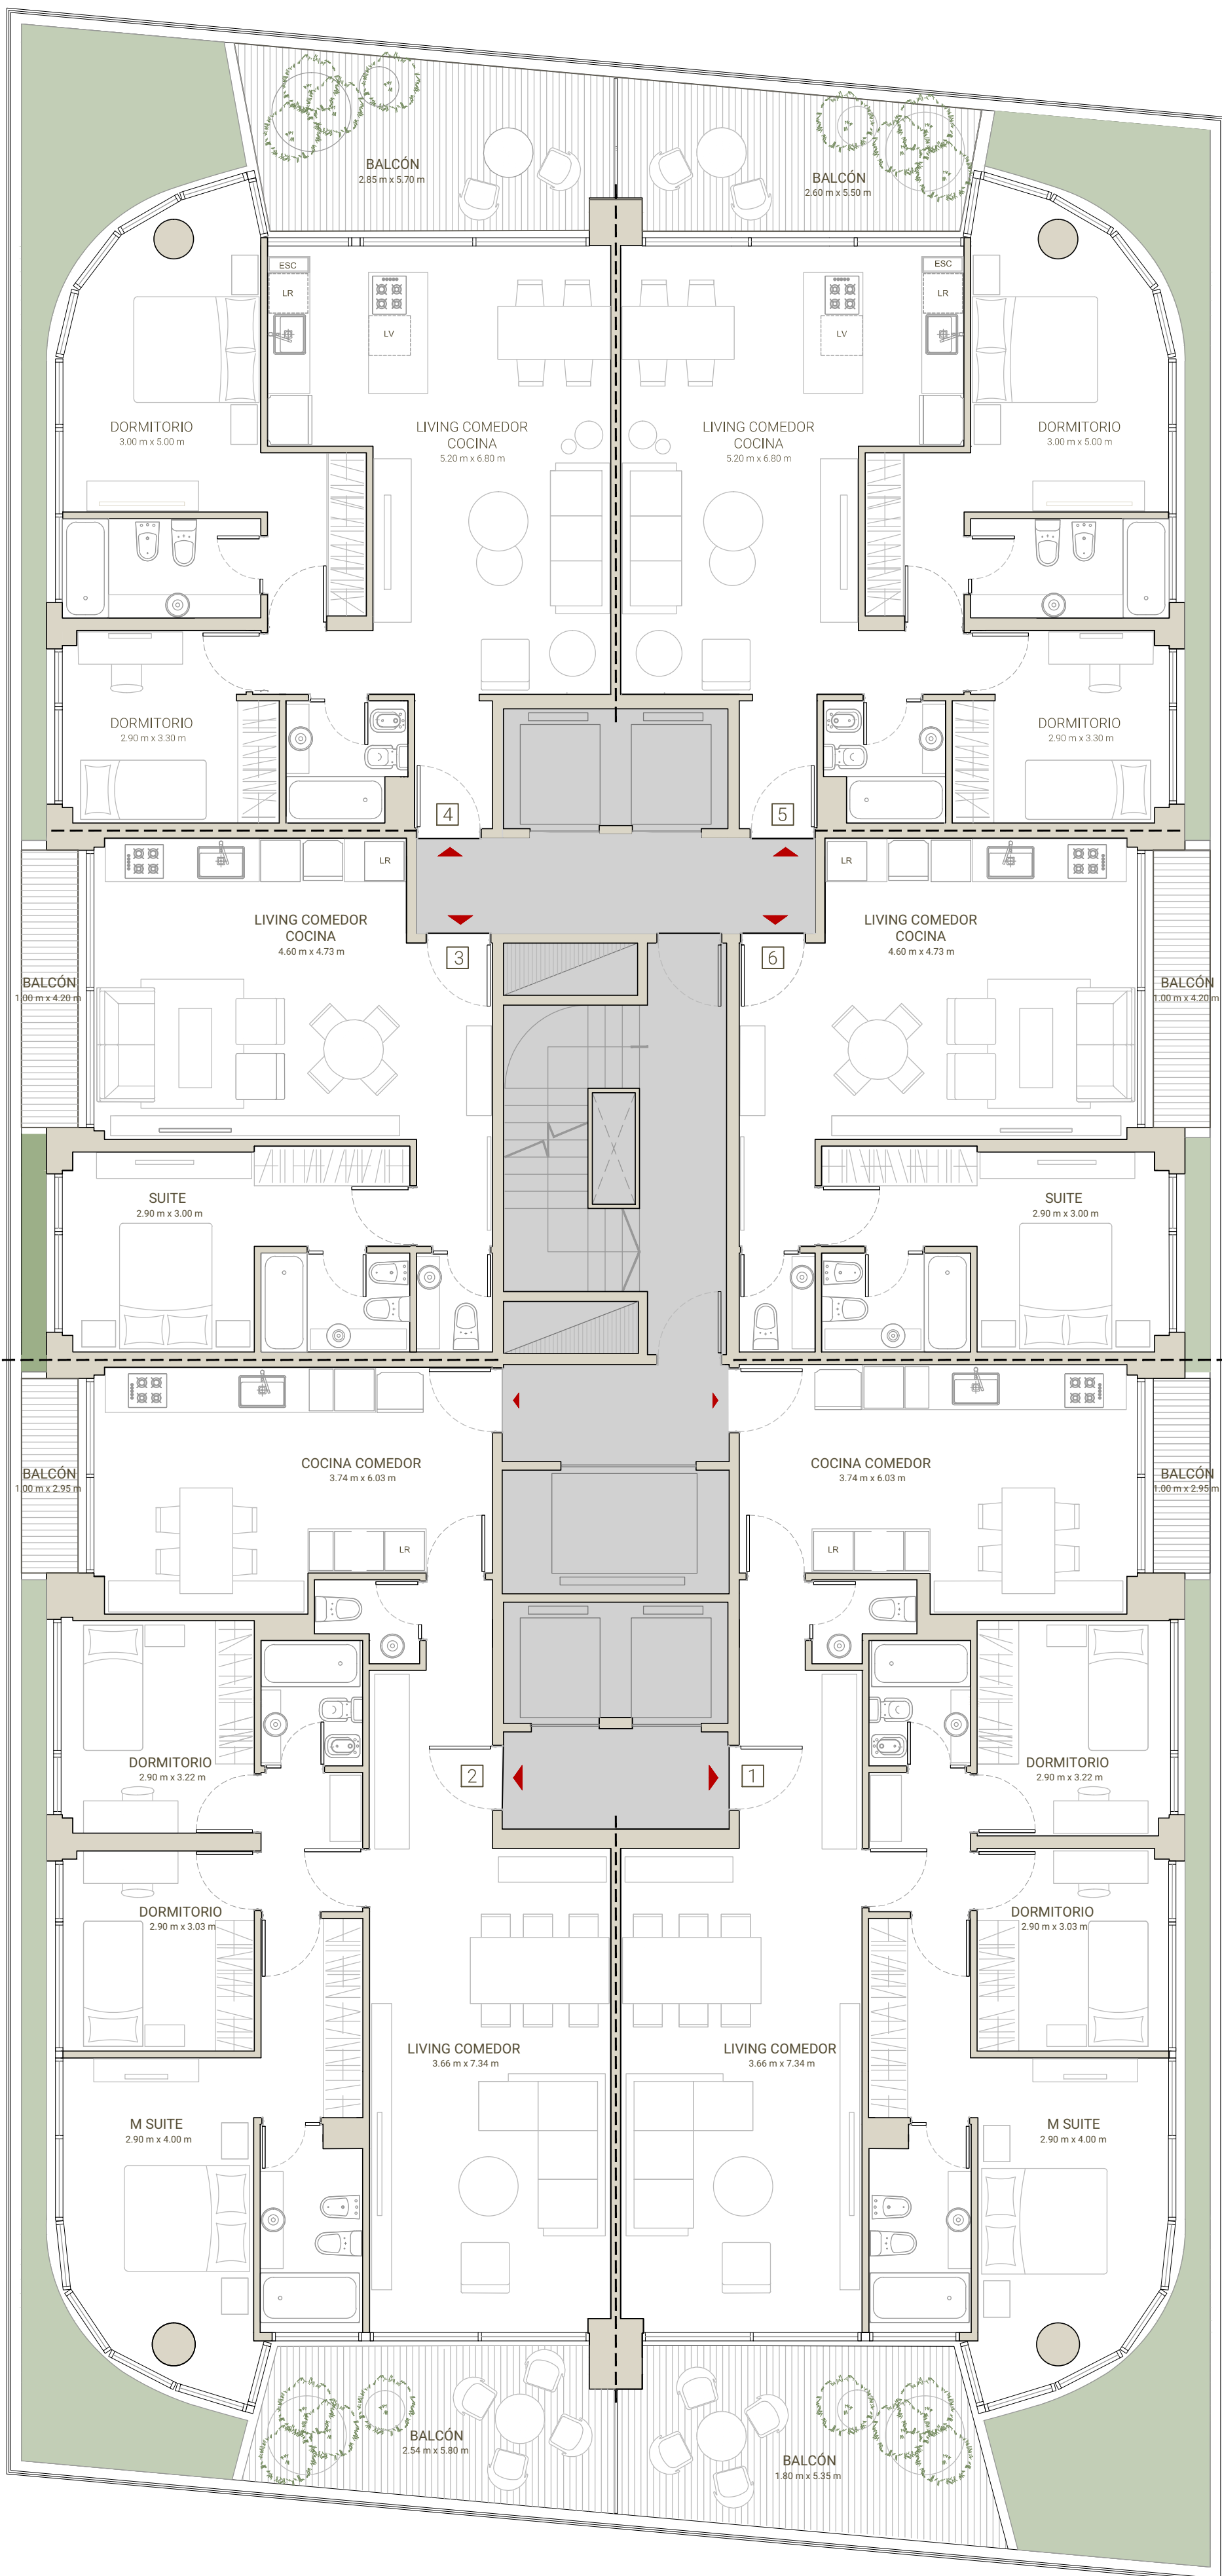 BALCÓN
2.85 m x 5.70 m
BALCÓN
2.60 m x 5.50 m
ESC
LR
LV
ESC
LR
LV
DORMITORIO
3.00 m x 5.00 m
LIVING COMEDOR
COCINA
5.20 m x 6.80 m
LIVING COMEDOR
COCINA
5.20 m x 6.80 m
DORMITORIO
3.00 m x 5.00 m
DORMITORIO
2.90 m x 3.30 m
DORMITORIO
2.90 m x 3.30 m
4
5
LR
LR
LIVING COMEDOR
COCINA
4.60 m x 4.73 m
LIVING COMEDOR
COCINA
4.60 m x 4.73 m
3
6
BALCÓN
1.00 m x 4.20 m
BALCÓN
1.00 m x 4.20 m
SUITE
2.90 m x 3.00 m
SUITE
2.90 m x 3.00 m
BALCÓN
1.00 m x 2.95 m
COCINA COMEDOR
3.74 m x 6.03 m
COCINA COMEDOR
3.74 m x 6.03 m
BALCÓN
1.00 m x 2.95 m
LR
LR
DORMITORIO
2.90 m x 3.22 m
2
1
DORMITORIO
2.90 m x 3.22 m
DORMITORIO
2.90 m x 3.03 m
DORMITORIO
2.90 m x 3.03 m
LIVING COMEDOR
3.66 m x 7.34 m
LIVING COMEDOR
3.66 m x 7.34 m
M SUITE
2.90 m x 4.00 m
M SUITE
2.90 m x 4.00 m
BALCÓN
2.54 m x 5.80 m
BALCÓN
1.80 m x 5.35 m